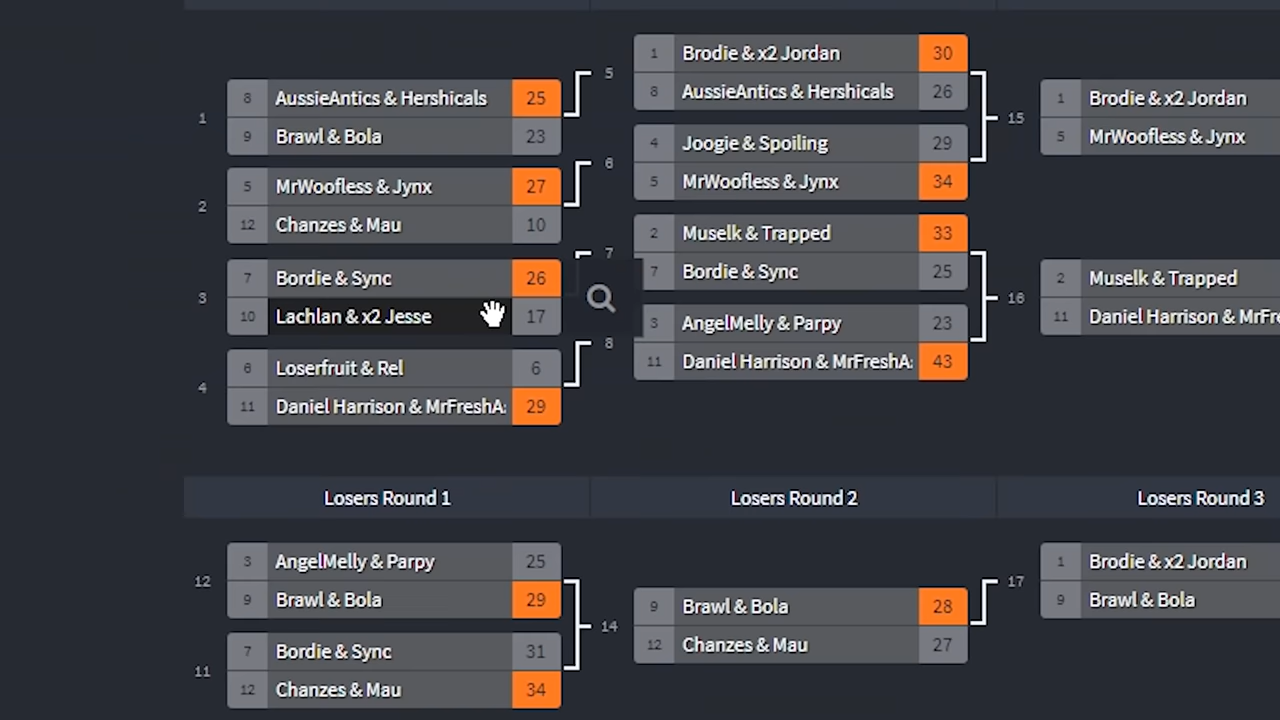 1
8 AussieAntics & Hershicals 25
9 Brawl & Bola 23
2
5 MrWoofless & Jynx 27
12 Chanzes & Mau 10
3
7 Bordie & Sync 26
10 Lachlan & x2 Jesse 17
4
6 Loserfruit & Rel 6
11 Daniel Harrison & MrFreshA 29
5
1 Brodie & x2 Jordan 30
8 AussieAntics & Hershicals 26
6
4 Joogie & Spoiling 29
5 MrWoofless & Jynx 34
7
2 Muselk & Trapped 33
7 Bordie & Sync 25
8
3 AngelMelly & Parpy 23
11 Daniel Harrison & MrFreshA 43
15
1 Brodie & x2 Jordan
5 MrWoofless & Jynx
16
2 Muselk & Trapped
11 Daniel Harrison & MrFre
Losers Round 1
Losers Round 2
Losers Round 3
12
3 AngelMelly & Parpy 25
9 Brawl & Bola 29
11
7 Bordie & Sync 31
12 Chanzes & Mau 34
14
9 Brawl & Bola 28
12 Chanzes & Mau 27
17
1 Brodie & x2 Jordan
9 Brawl & Bola